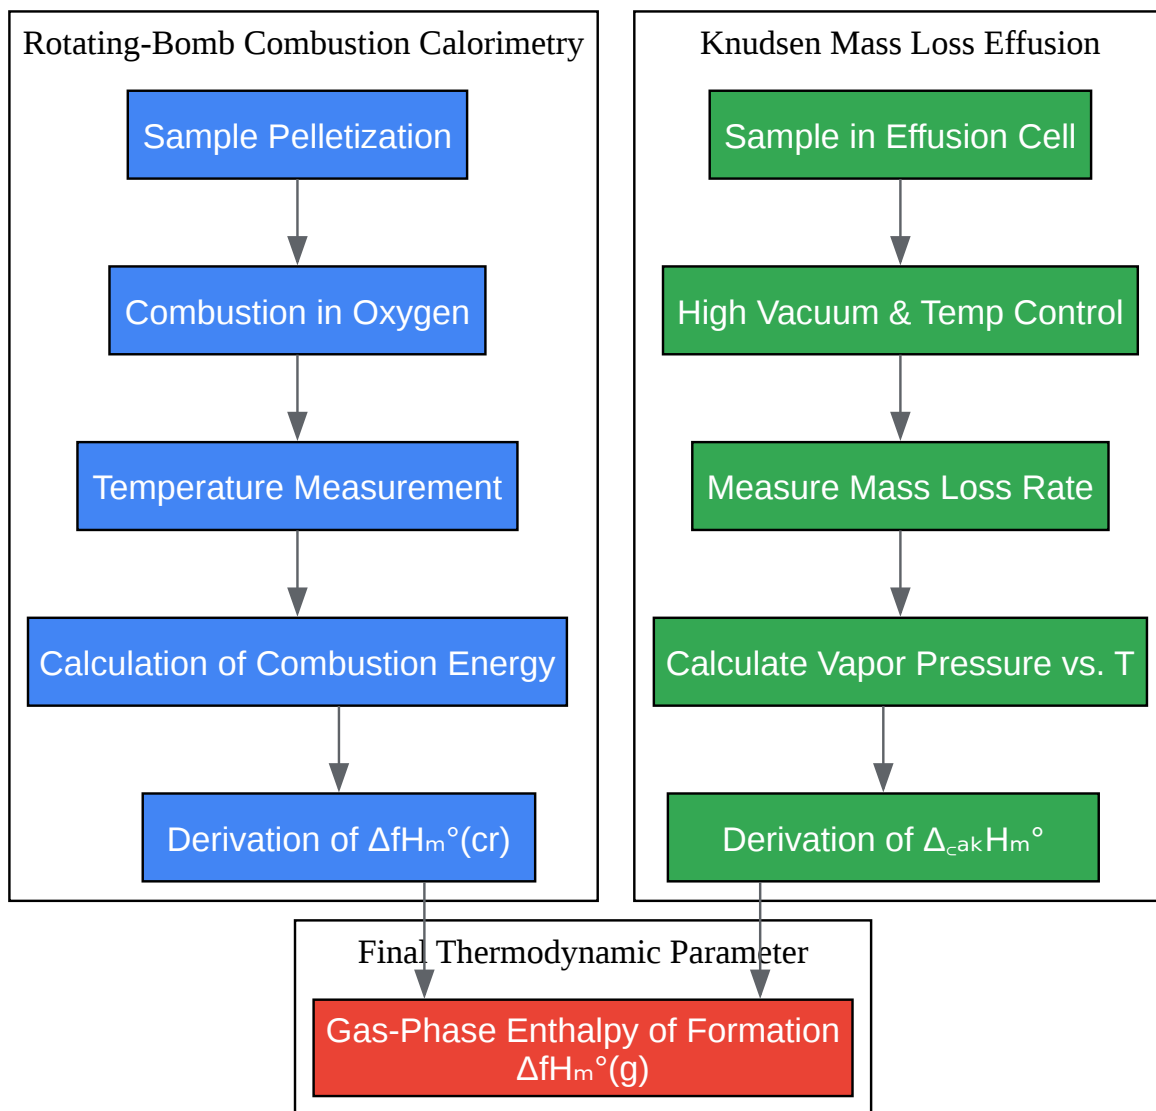 Rotating-Bomb Combustion Calorimetry
Sample Pelletization
Combustion in Oxygen
Temperature Measurement
Calculation of Combustion Energy
Derivation of ΔfHₘ°(cr)
Knudsen Mass Loss Effusion
Sample in Effusion Cell
High Vacuum & Temp Control
Measure Mass Loss Rate
Calculate Vapor Pressure vs. T
Derivation of Δ꜀ₐₖHₘ°
Final Thermodynamic Parameter
Gas-Phase Enthalpy of Formation
ΔfHₘ°(g)